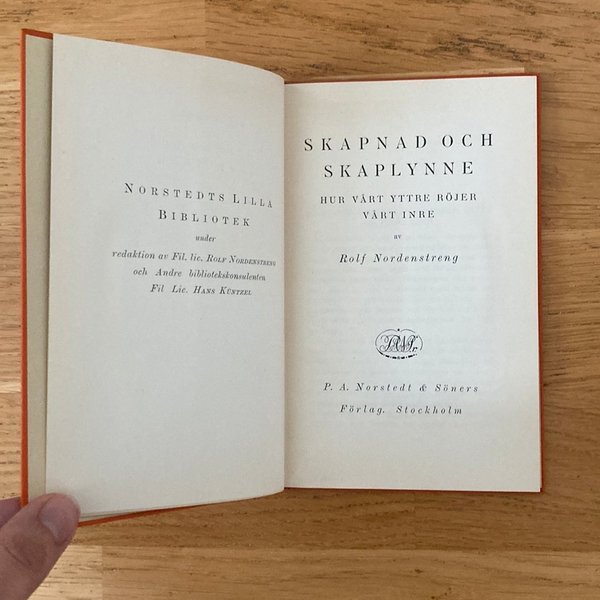 NORSTEDTS LILLA
BIBLIOTEK
under
redaktion av Fil. lic. ROLF NORDENSTRENG
och Andre bibliotekskonsulenten
Fil Lic. HANS KÜNTZEL
SKAPNAD OCH
SKAPLYNNE
HUR VÅRT YTTRE RÖJER
VÅRT INRE
av
Rolf Nordenstreng
P. A. Norstedt & Söners
Förlag. Stockholm